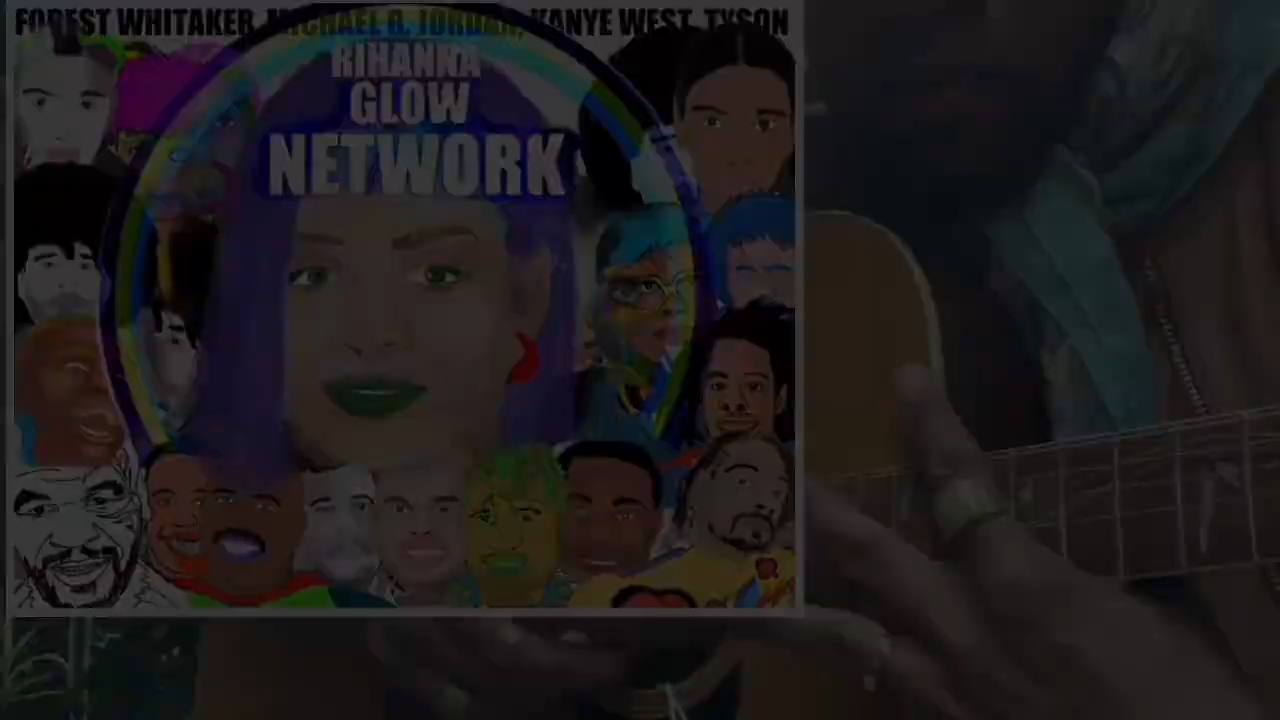 FOREST WHITAKER, MICHAEL B. JORDAN, KANYE WEST, TYSON
RIHANNA
GLOW
NETWORK